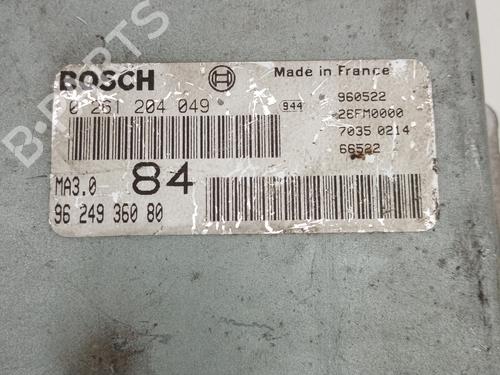 B-PARTS
BOSCH
Made in France
0 261 204 049
944
960522
26FM0000
7035 0214
66522
MA3.0
84
96 249 360 80